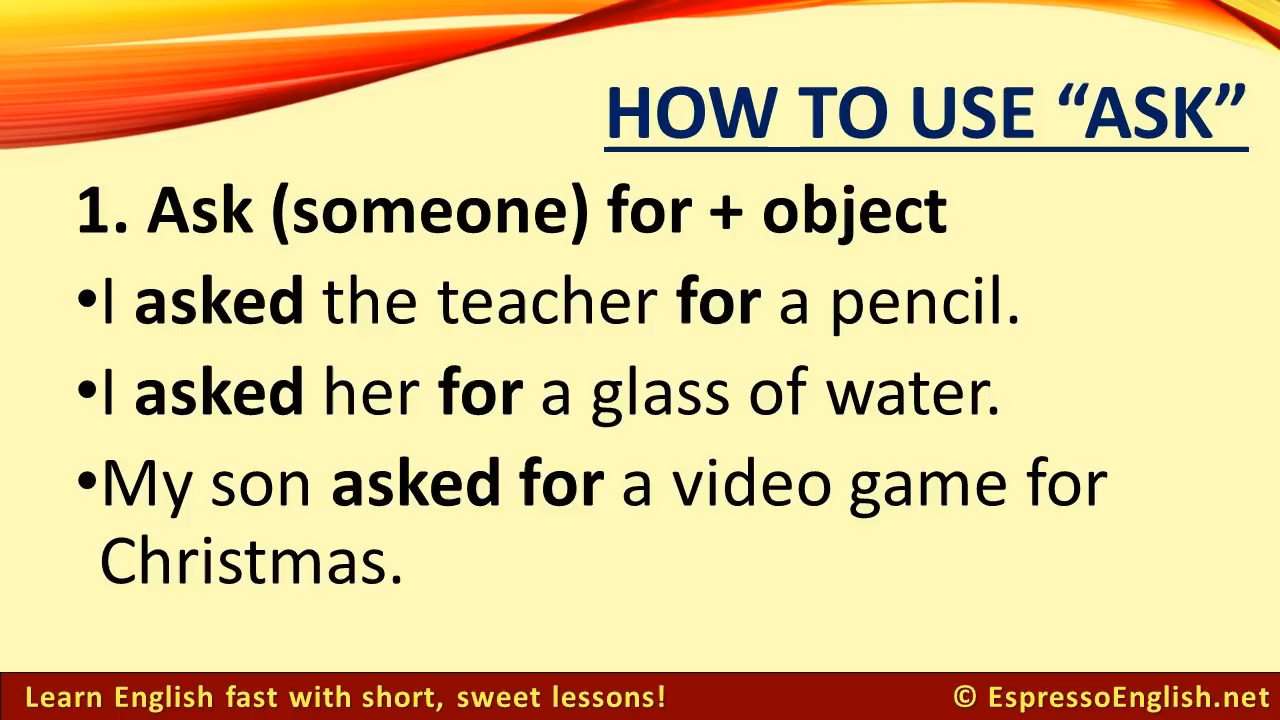 HOW TO USE “ASK”
1. Ask (someone) for + object
•I asked the teacher for a pencil.
•I asked her for a glass of water.
•My son asked for a video game for
Christmas.
Learn English fast with short, sweet lessons!
© EspressoEnglish.net